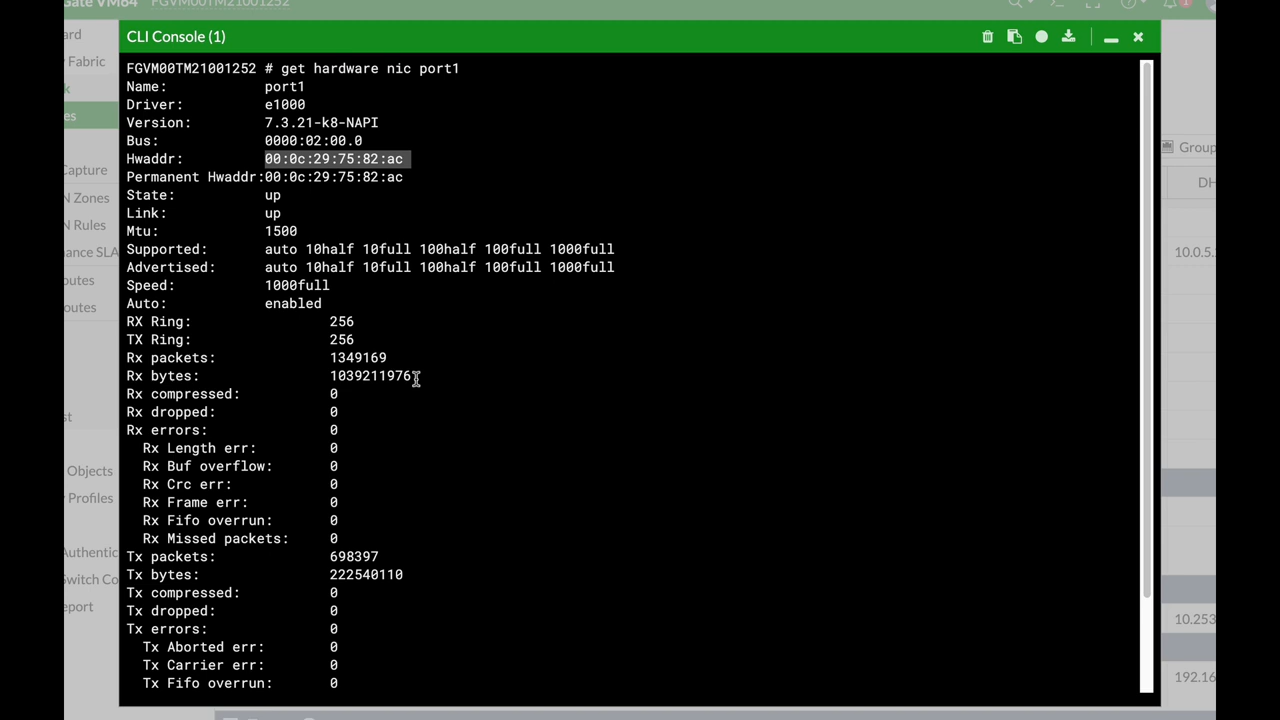 Gate VM64 FGVM00TM21001252
CLI Console (1)
FGVM00TM21001252 # get hardware nic port1
Name: port1
Driver: e1000
Version: 7.3.21-k8-NAPI
Bus: 0000:02:00.0
Hwaddr: 00:0c:29:75:82:ac
Permanent Hwaddr:00:0c:29:75:82:ac
State: up
Link: up
Mtu: 1500
Supported: auto 10half 10full 100half 100full 1000full
Advertised: auto 10half 10full 100half 100full 1000full
Speed: 1000full
Auto: enabled
RX Ring: 256
TX Ring: 256
Rx packets: 1349169
Rx bytes: 1039211976
Rx compressed: 0
Rx dropped: 0
Rx errors: 0
Rx Length err: 0
Rx Buf overflow: 0
Rx Crc err: 0
Rx Frame err: 0
Rx Fifo overrun: 0
Rx Missed packets: 0
Tx packets: 698397
Tx bytes: 222540110
Tx compressed: 0
Tx dropped: 0
Tx errors: 0
Tx Aborted err: 0
Tx Carrier err: 0
Tx Fifo overrun: 0
ard
Fabric
k
es
Capture
N Zones
N Rules
ance SLA
outes
outes
st
Objects
Profiles
Authentic
Switch Co
eport
Group
DH
10.0.5.
10.253
192.16